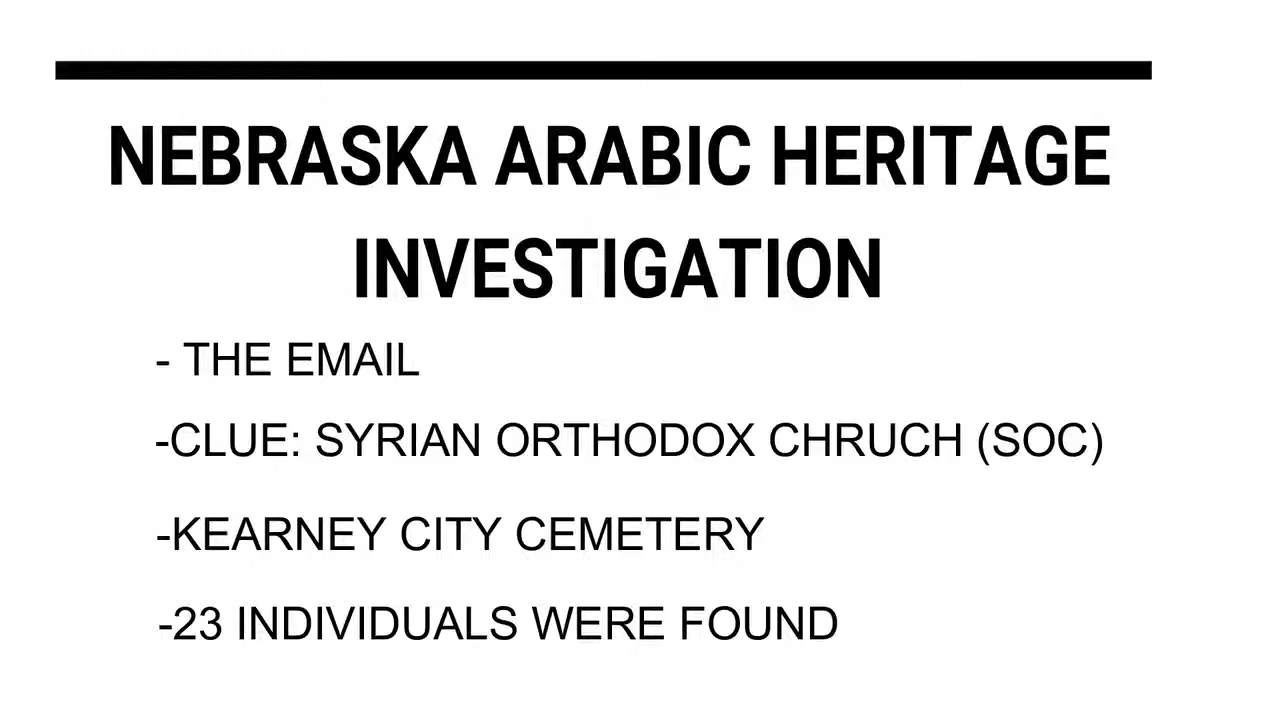 NEBRASKA ARABIC HERITAGE
INVESTIGATION
- THE EMAIL
-CLUE: SYRIAN ORTHODOX CHRUCH (SOC)
-KEARNEY CITY CEMETERY
-23 INDIVIDUALS WERE FOUND